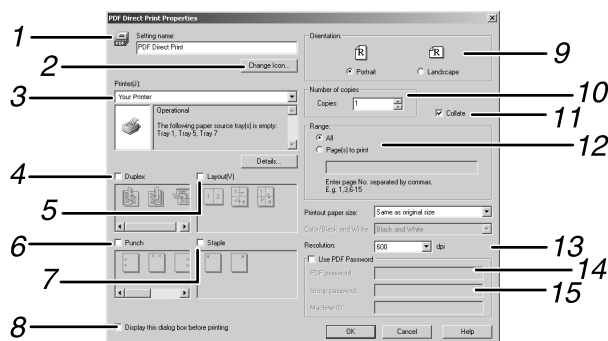 PDF Direct Print Properties
1
Setting name:
PDF
PDF Direct Print
2
Change Icon...
Printer(J):
3
Your Printer
Operational
The following paper source tray(s) is empty:
Tray 1, Tray 5, Tray 7
Details...
4
Duplex
5
Layout(V)
6
Punch
7
Staple
8
Display this dialog box before printing
Orientation:
R
R
9
Portrait
Landscape
Number of copies
10
Copies:
1
Collate
11
Range:
All
12
Page(s) to print
Enter page No. separated by commas.
E.g. 1,3,6-15
Printout paper size:
Same as original size
Color/Black and White
Black and White
Resolution:
600
dpi
13
Use PDF Password
PDF password:
14
Group password:
15
Machine ID:
OK
Cancel
Help